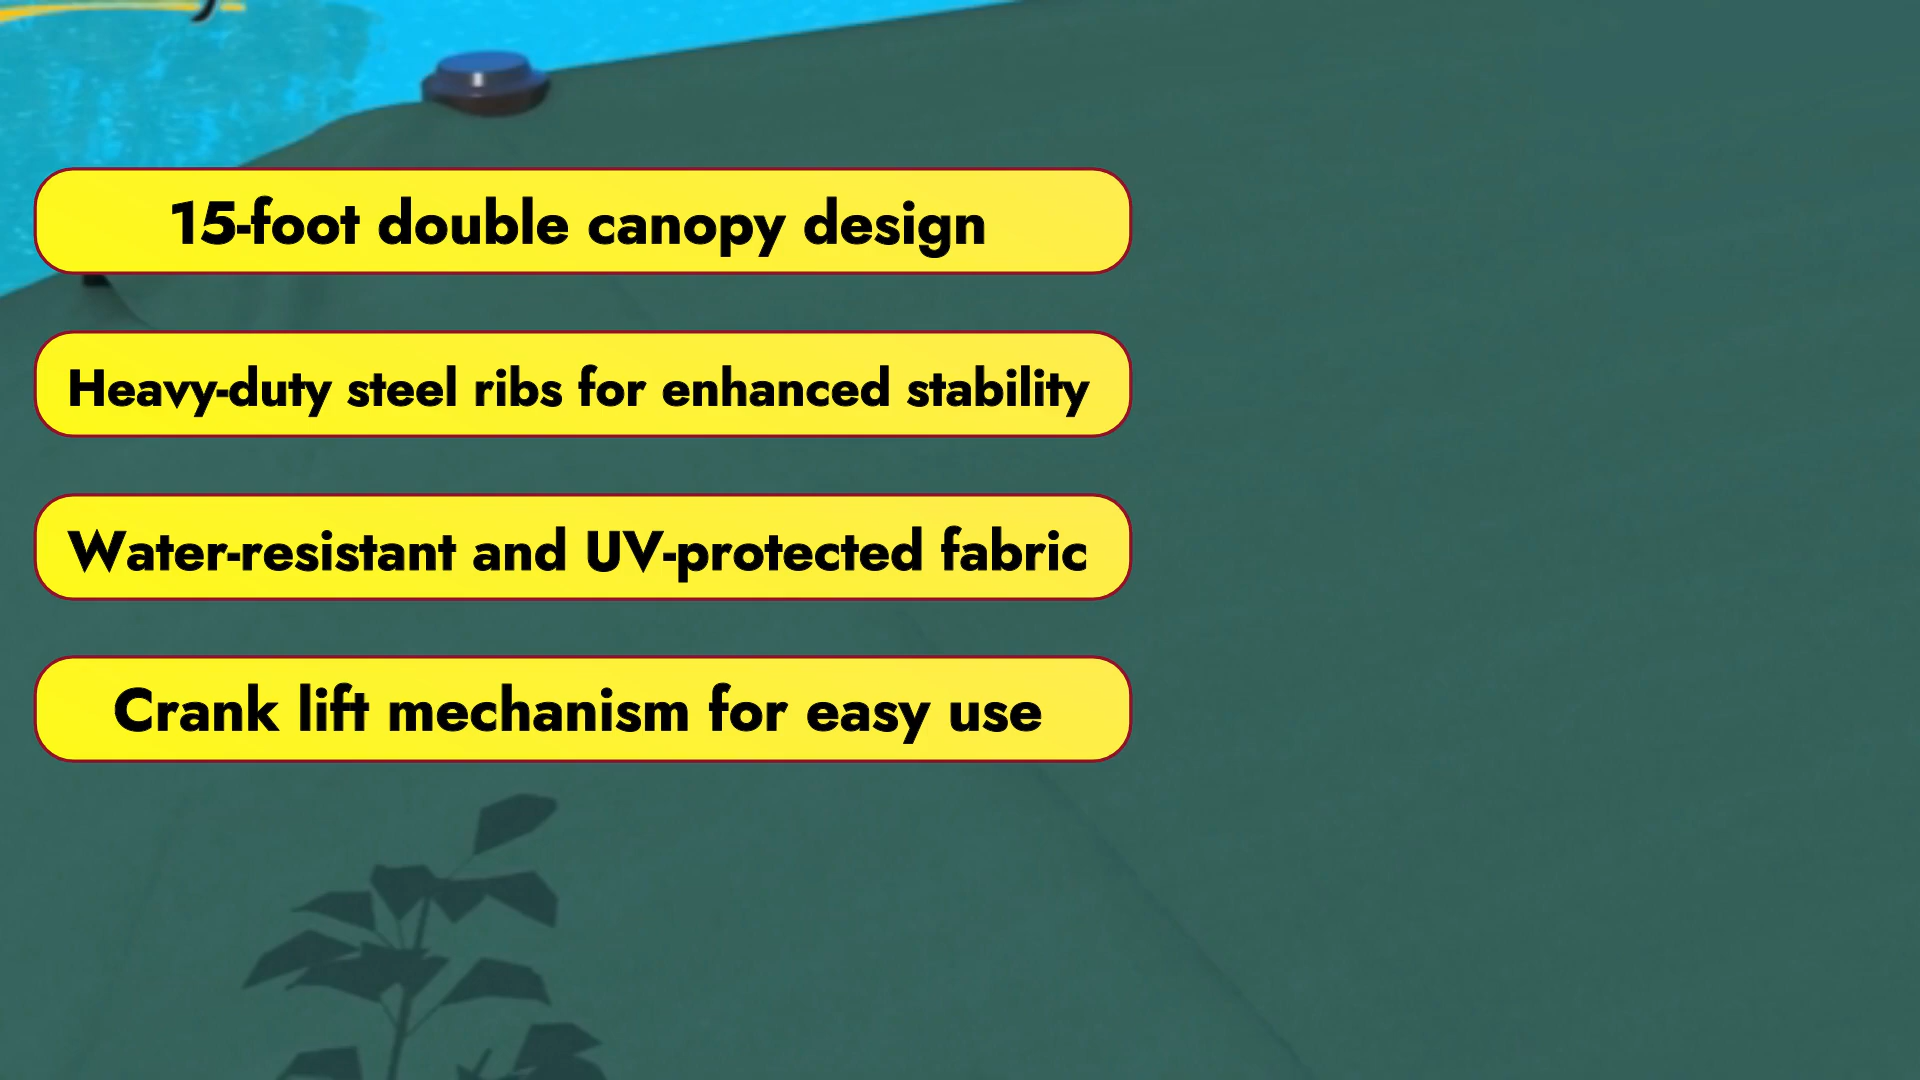 15-foot double canopy design
Heavy-duty steel ribs for enhanced stability
Water-resistant and UV-protected fabric
Crank lift mechanism for easy use